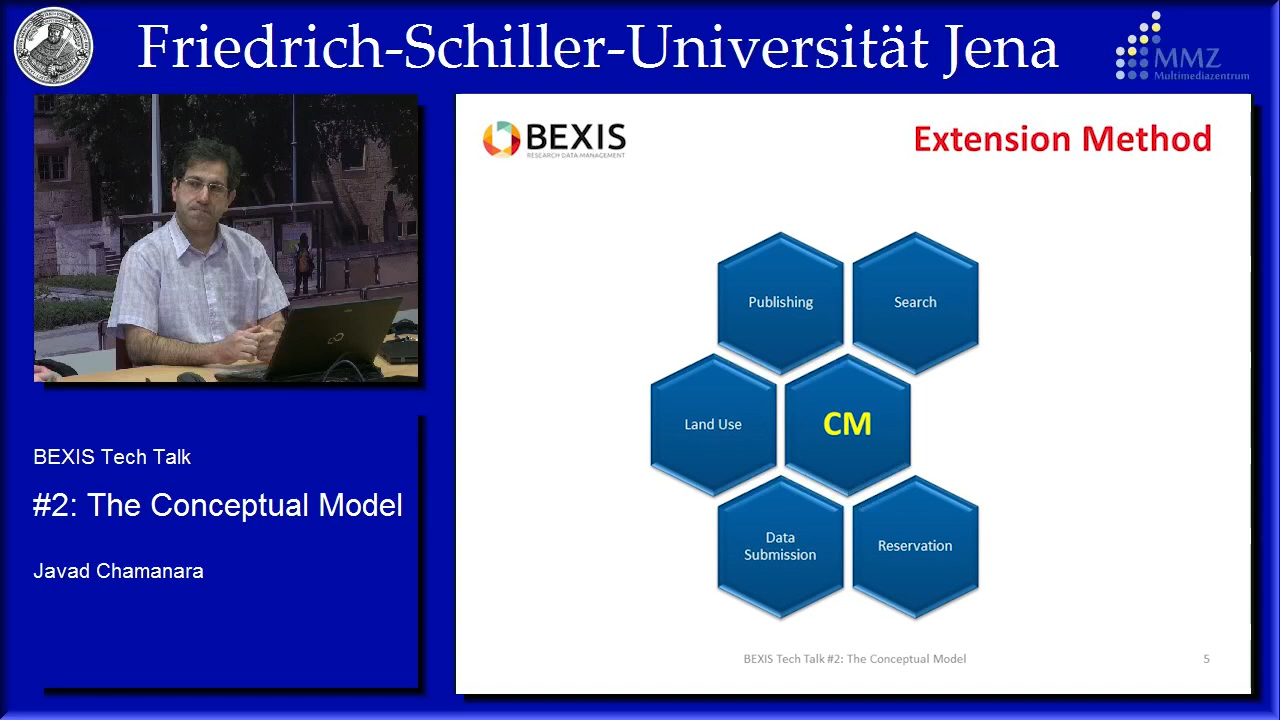 Friedrich-Schiller-Universität Jena
MMZ
Multimediazentrum
BEXIS
RESEARCH DATA MANAGEMENT
Extension Method
Publishing
Search
Land Use
CM
Data
Submission
Reservation
BEXIS Tech Talk #2: The Conceptual Model
5
BEXIS Tech Talk
#2: The Conceptual Model
Javad Chamanara